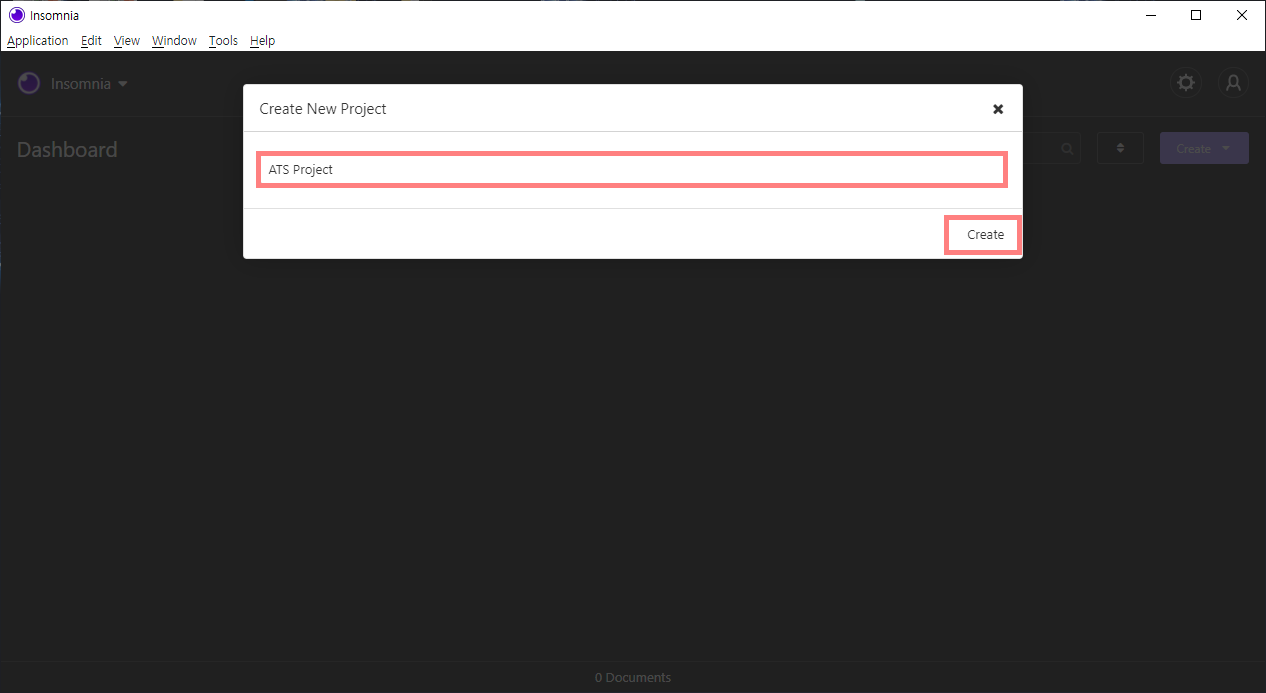 Insomnia
Application Edit View Window Tools Help
Insomnia
Create New Project
Dashboard
Create
ATS Project
Create
0 Documents